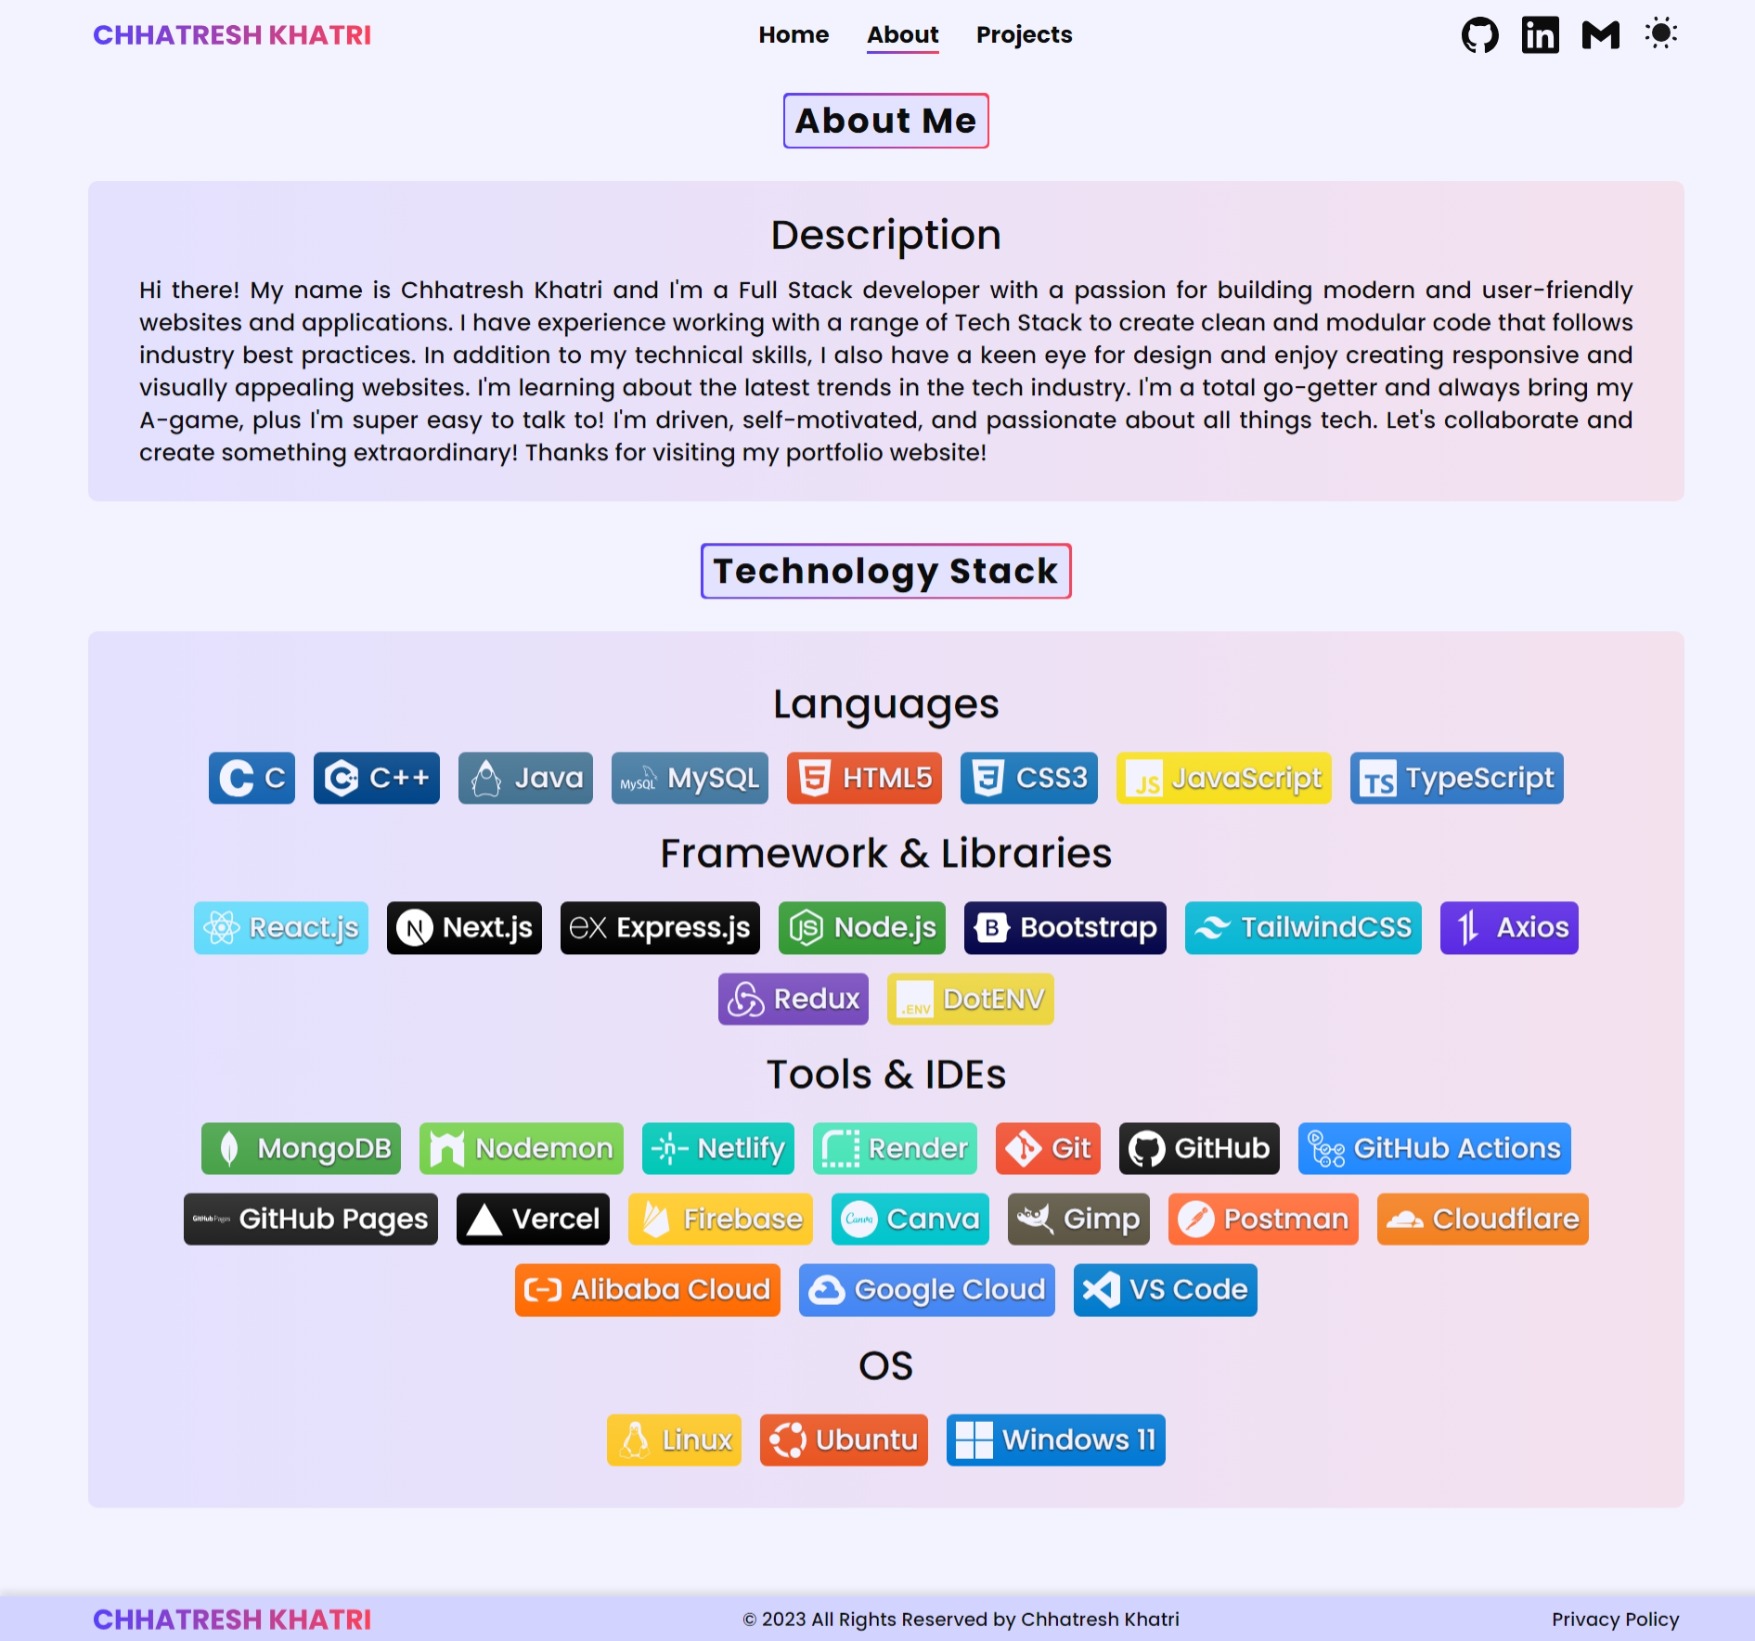 CHHATRESH KHATRI
Home About Projects
About Me
Description
Hi there! My name is Chhatresh Khatri and I'm a Full Stack developer with a passion for building modern and user-friendly
websites and applications. I have experience working with a range of Tech Stack to create clean and modular code that follows
industry best practices. In addition to my technical skills, I also have a keen eye for design and enjoy creating responsive and
visually appealing websites. I'm learning about the latest trends in the tech industry. I'm a total go-getter and always bring my
A-game, plus I'm super easy to talk to! I'm driven, self-motivated, and passionate about all things tech. Let's collaborate and
create something extraordinary! Thanks for visiting my portfolio website!
Technology Stack
Languages
C C++ Java MySQL MySQL HTML5 CSS3 JS JavaScript TS TypeScript
Framework & Libraries
React.js N Next.js ex Express.js JS Node.js B Bootstrap TailwindCSS Axios
Redux .ENV DotENV
Tools & IDEs
MongoDB Nodemon Netlify Render Git GitHub GitHub Actions
GitHub Pages GitHub Pages Vercel Firebase Canva Canva Gimp Postman Cloudflare
Alibaba Cloud Google Cloud VS Code
OS
Linux Ubuntu Windows 11
CHHATRESH KHATRI © 2023 All Rights Reserved by Chhatresh Khatri Privacy Policy